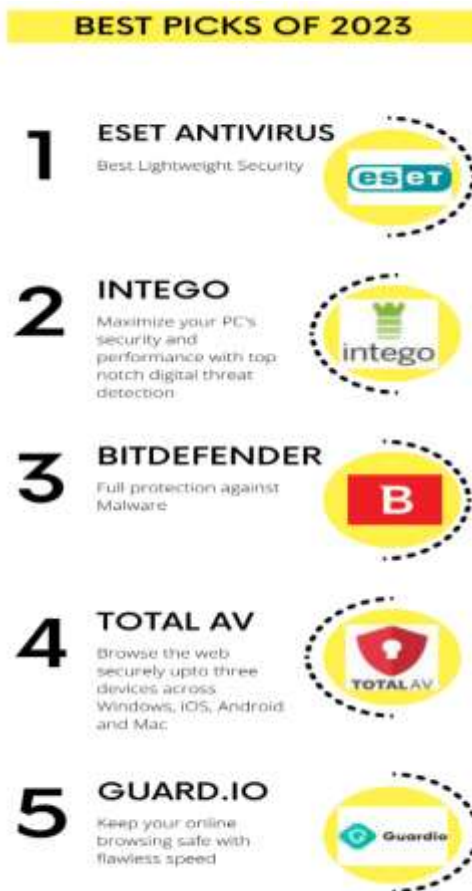 BEST PICKS OF 2023
1
ESET ANTIVIRUS
Best Lightweight Security
eseT
2
INTEGO
Maximize your PC's
security and
performance with top
notch digital threat
detection
intego
3
BITDEFENDER
Full protection against
Malware
B
4
TOTAL AV
Browse the web
securely upto three
devices across
Windows, iOS, Android
and Mac
TOTAL AV
5
GUARD.IO
Keep your online
browsing safe with
flawless speed
Guardio